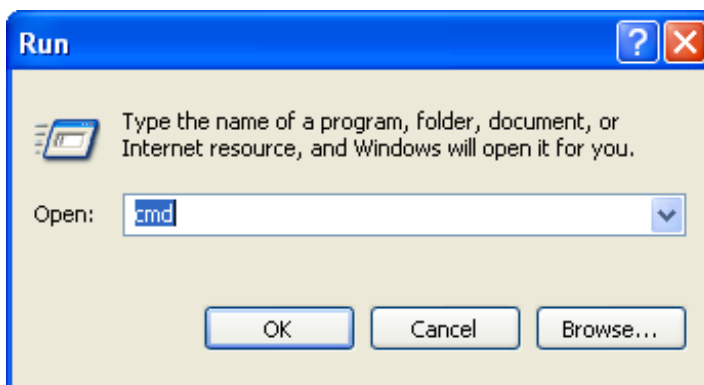 Run
?
Type the name of a program, folder, document, or
Internet resource, and Windows will open it for you.
Open: cmd
OK Cancel Browse...